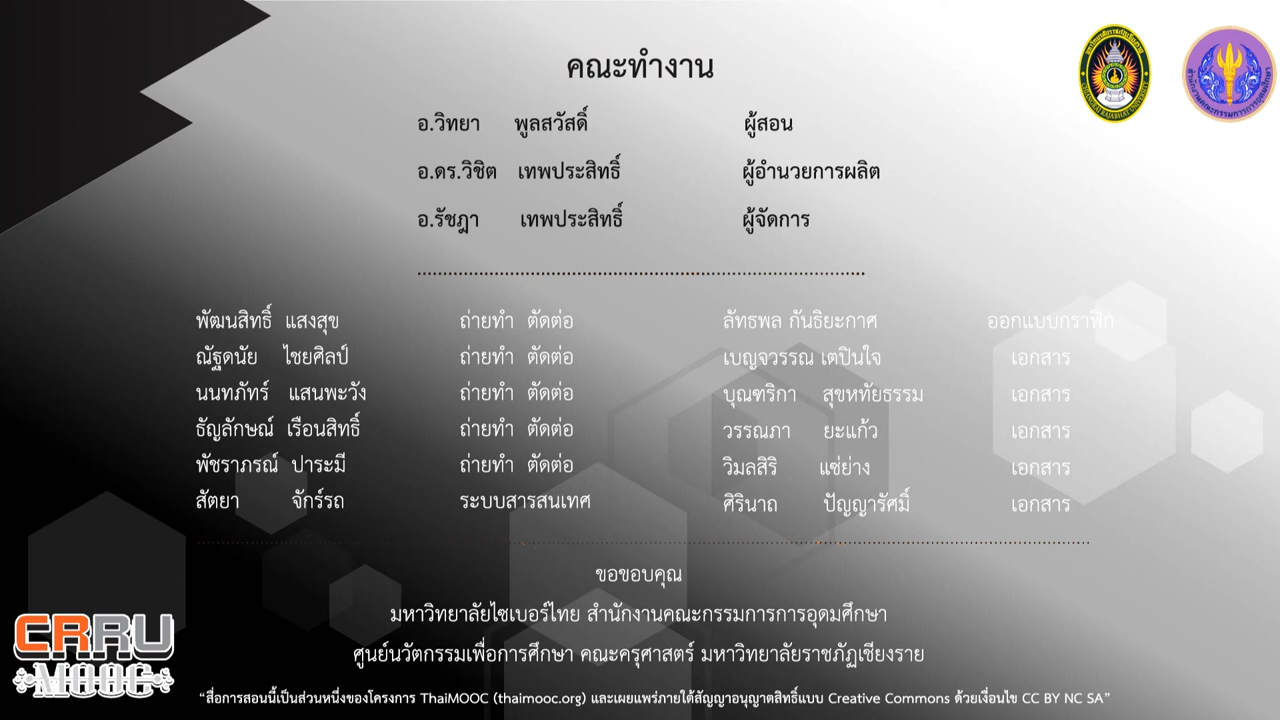 คณะทำงาน
อ.วิทยา พูลสวัสดิ์ ผู้สอน
อ.ดร.วิชิต เทพประสิทธิ์ ผู้อำนวยการผลิต
อ.รัชฎา เทพประสิทธิ์ ผู้จัดการ
พัฒนสิทธิ์ แสงสุข ถ่ายทำ ตัดต่อ ลัทธพล กันธิยะกาศ ออกแบบกราฟิก
ณัฐดนัย ไชยศิลป์ ถ่ายทำ ตัดต่อ เบญจวรรณ เตปินใจ เอกสาร
นนทภัทร์ แสนพะวัง ถ่ายทำ ตัดต่อ บุณฑริกา สุขหทัยธรรม เอกสาร
ธัญลักษณ์ เรือนสิทธิ์ ถ่ายทำ ตัดต่อ วรรณภา ยะแก้ว เอกสาร
พัชราภรณ์ ปาระมี ถ่ายทำ ตัดต่อ วิมลสิริ แซ่ย่าง เอกสาร
สัตยา จักร์รถ ระบบสารสนเทศ ศิรินาถ ปัญญารัศมิ์ เอกสาร
ขอขอบคุณ
มหาวิทยาลัยไซเบอร์ไทย สำนักงานคณะกรรมการการอุดมศึกษา
ศูนย์นวัตกรรมเพื่อการศึกษา คณะครุศาสตร์ มหาวิทยาลัยราชภัฏเชียงราย
CRRU
MOOC
“สื่อการสอนนี้เป็นส่วนหนึ่งของโครงการ ThaiMOOC (thaimooc.org) และเผยแพร่ภายใต้สัญญาอนุญาตสิทธิ์แบบ Creative Commons ด้วยเงื่อนไข CC BY NC SA”